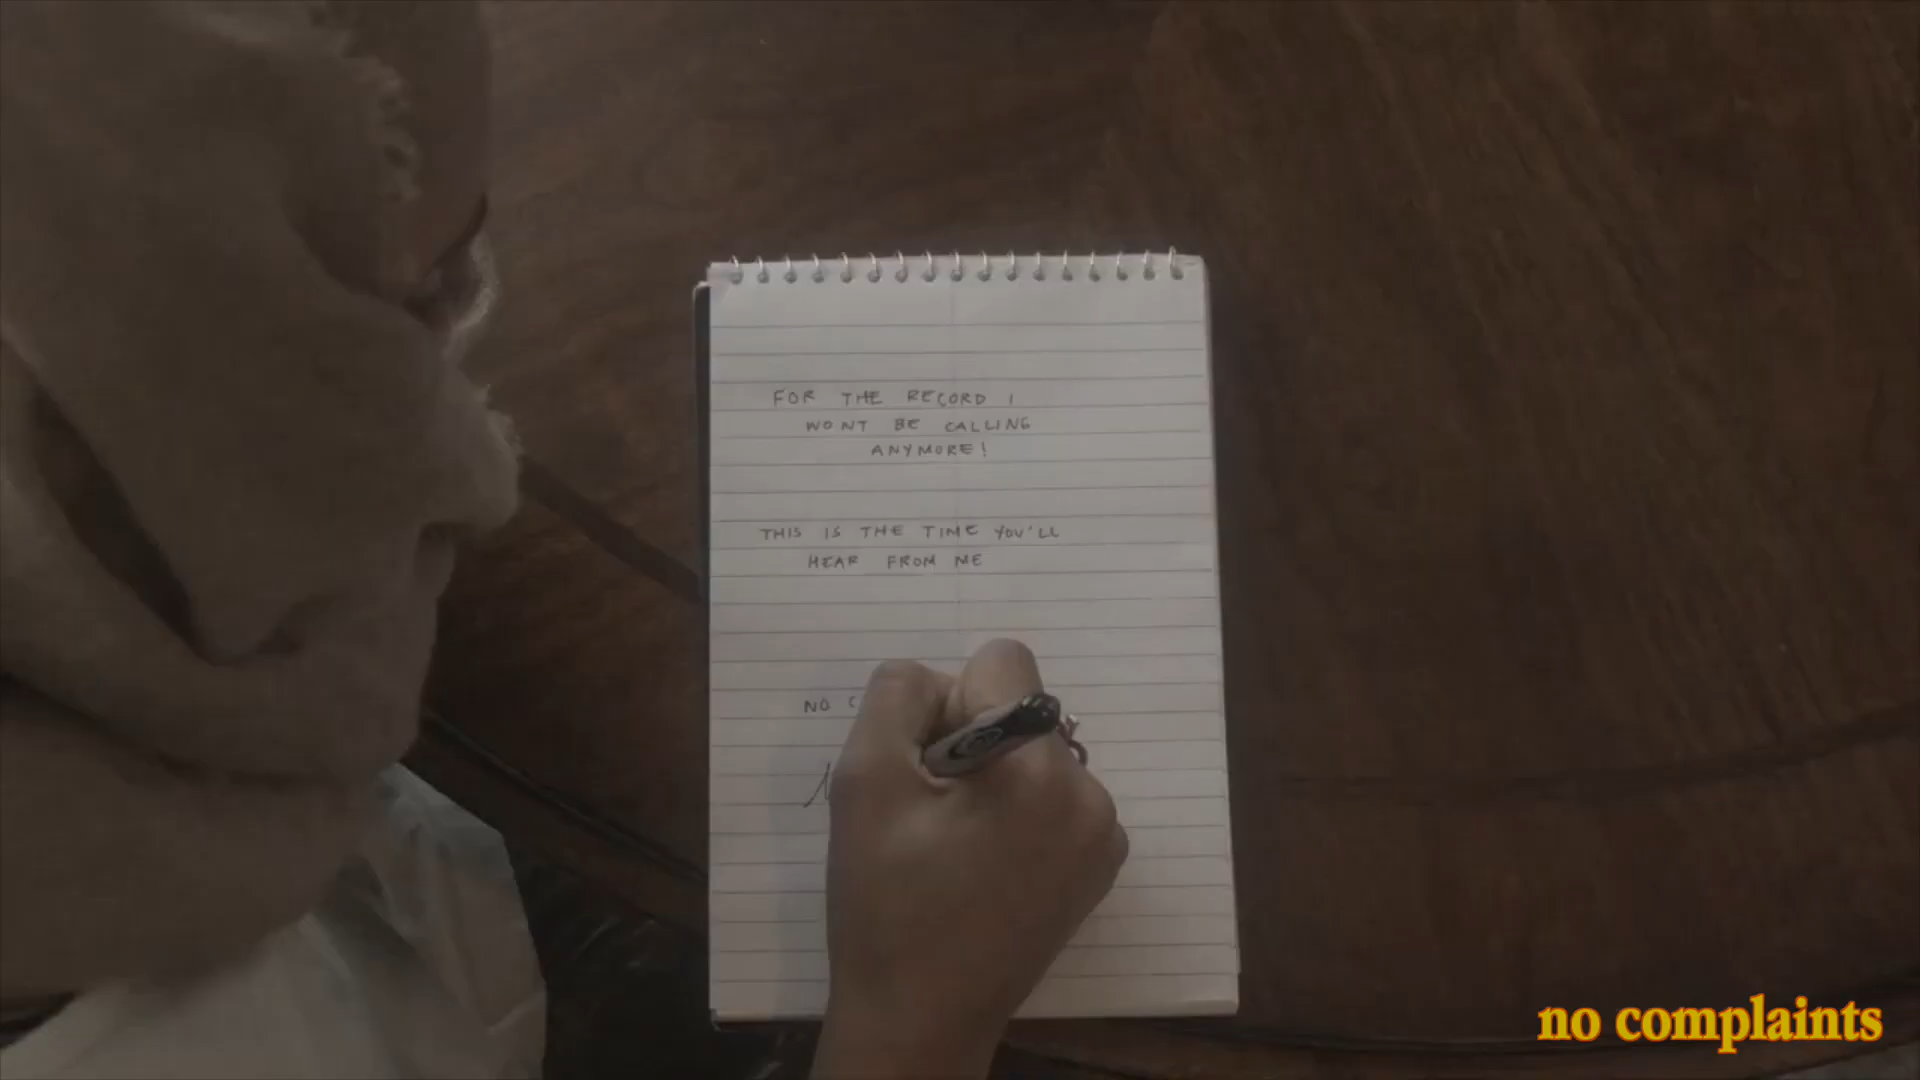 FOR THE RECORD I
WONT BE CALLING
ANYMORE!
THIS IS THE TIME YOU'LL
HEAR FROM ME
NO C
no complaints